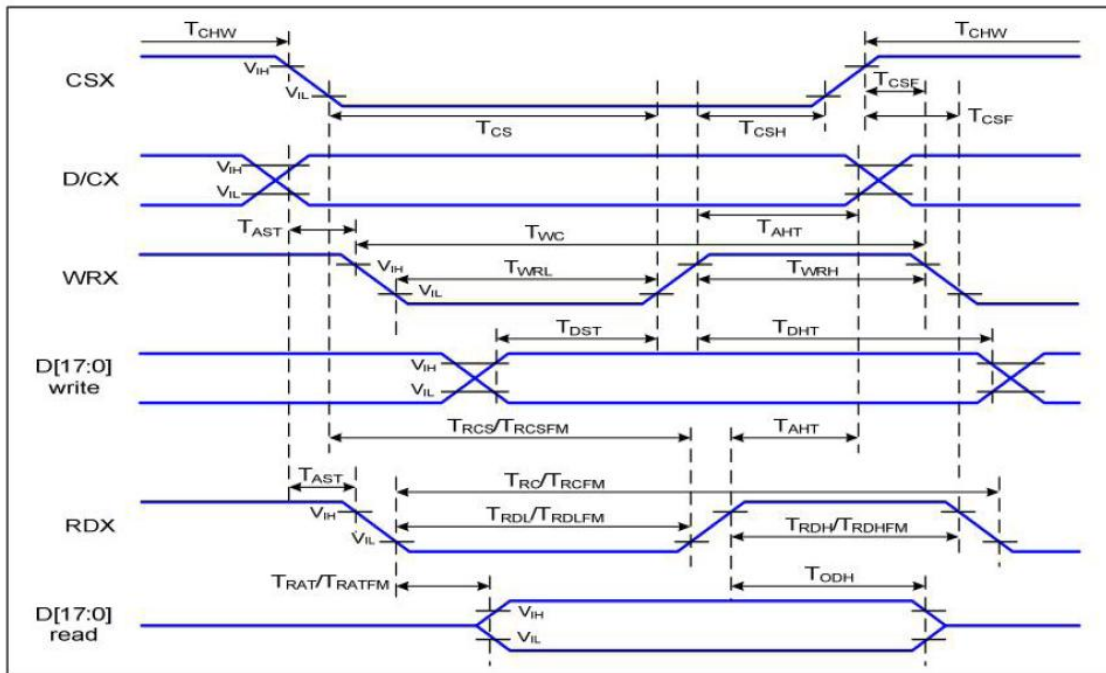 TCHW TCHW
CSX VIH VIL TCSF
TCSF
TCS TCSH
D/CX VIH
VIL
TAST TWC TAHT
WRX VIH TWRL TWRH
VIL
TDST TDHT
D[17:0] VIH
write VIL
TRCS/TRCSFM TAHT
TAST TRC/TRCFM
RDX VIH TRDL/TRDLFM TRDH/TRDHFM
VIL
TRAT/TRATFM TODH
D[17:0] VIH
read VIL